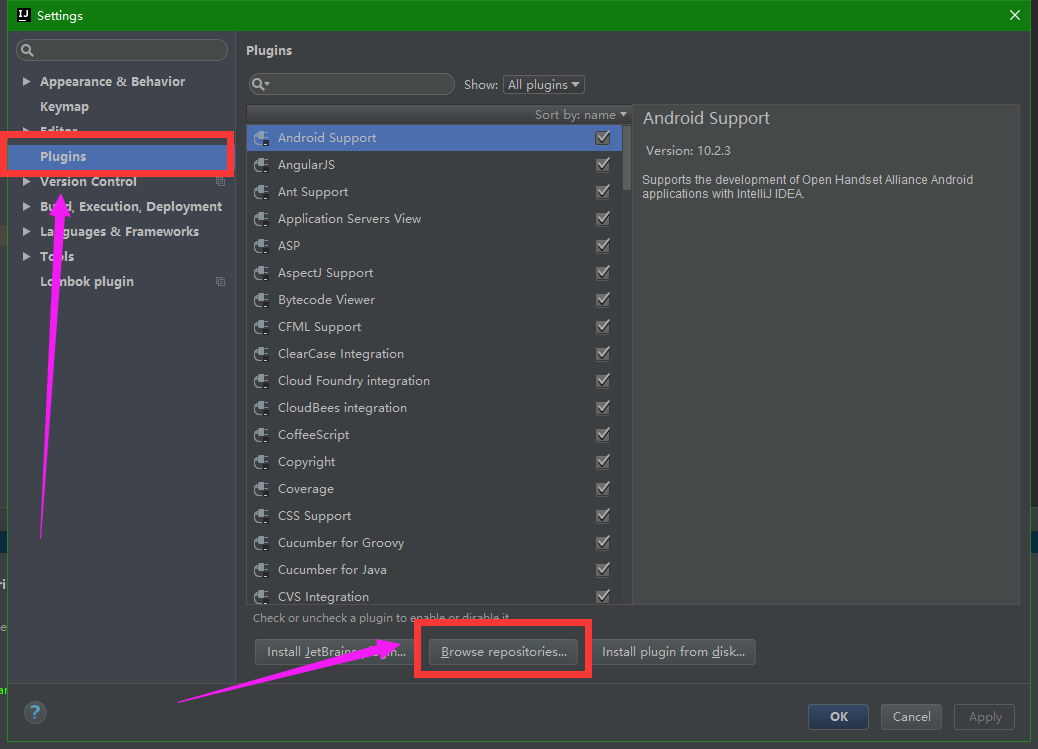 IJ Settings
Plugins
Show: All plugins
Appearance & Behavior
Keymap
Editor
Plugins
Version Control
Build, Execution, Deployment
Languages & Frameworks
Tools
Lombok plugin
Sort by: name
Android Support
AngularJS
Ant Support
Application Servers View
ASP
AspectJ Support
Bytecode Viewer
CFML Support
ClearCase Integration
Cloud Foundry integration
CloudBees integration
CoffeeScript
Copyright
Coverage
CSS Support
Cucumber for Groovy
Cucumber for Java
CVS Integration
Android Support
Version: 10.2.3
Supports the development of Open Handset Alliance Android
applications with IntelliJ IDEA.
Check or uncheck a plugin to enable or disable it
Install JetBrains plugin...
Browse repositories...
Install plugin from disk...
?
OK
Cancel
Apply